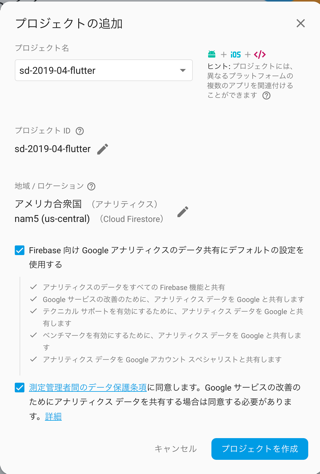 プロジェクトの追加
プロジェクト名
sd-2019-04-flutter
+ iOS +
ヒント: プロジェクトには、
異なるプラットフォームの
複数のアプリを関連付ける
ことができます
プロジェクト ID
sd-2019-04-flutter
地域 / ロケーション
アメリカ合衆国 （アナリティクス）
nam5 (us-central) （Cloud Firestore）
Firebase 向け Google アナリティクスのデータ共有にデフォルトの設定を
使用する
アナリティクスのデータをすべての Firebase 機能と共有
Google サービスの改善のために、アナリティクス データを Google と共有します
テクニカル サポートを有効にするために、アナリティクス データを Google と共
有します
ベンチマークを有効にするために、アナリティクス データを Google と共有しま
す
アナリティクス データを Google アカウント スペシャリストと共有します
測定管理者間のデータ保護条項に同意します。Google サービスの改善の
ためにアナリティクス データを共有する場合は同意する必要がありま
す。詳細
キャンセル
プロジェクトを作成